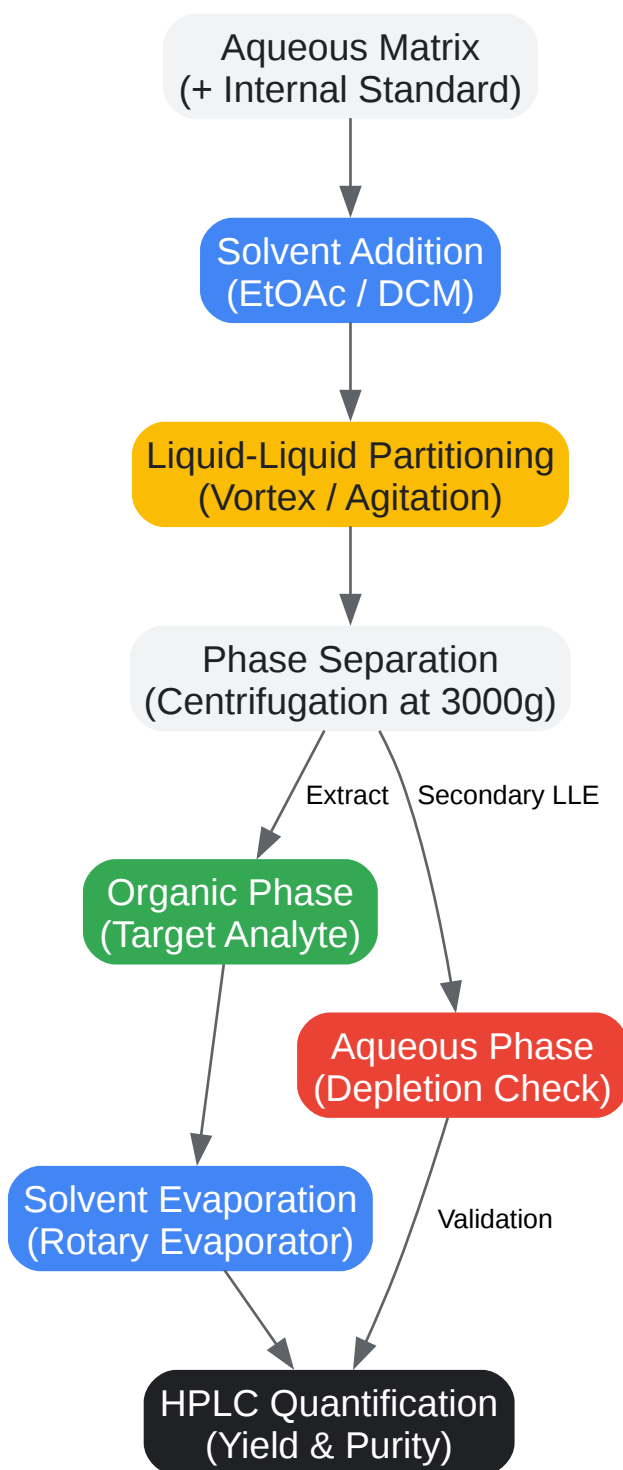 Aqueous Matrix
(+ Internal Standard)
Solvent Addition
(EtOAc / DCM)
Liquid-Liquid Partitioning
(Vortex / Agitation)
Phase Separation
(Centrifugation at 3000g)
Extract
Secondary LLE
Organic Phase
(Target Analyte)
Aqueous Phase
(Depletion Check)
Solvent Evaporation
(Rotary Evaporator)
Validation
HPLC Quantification
(Yield & Purity)